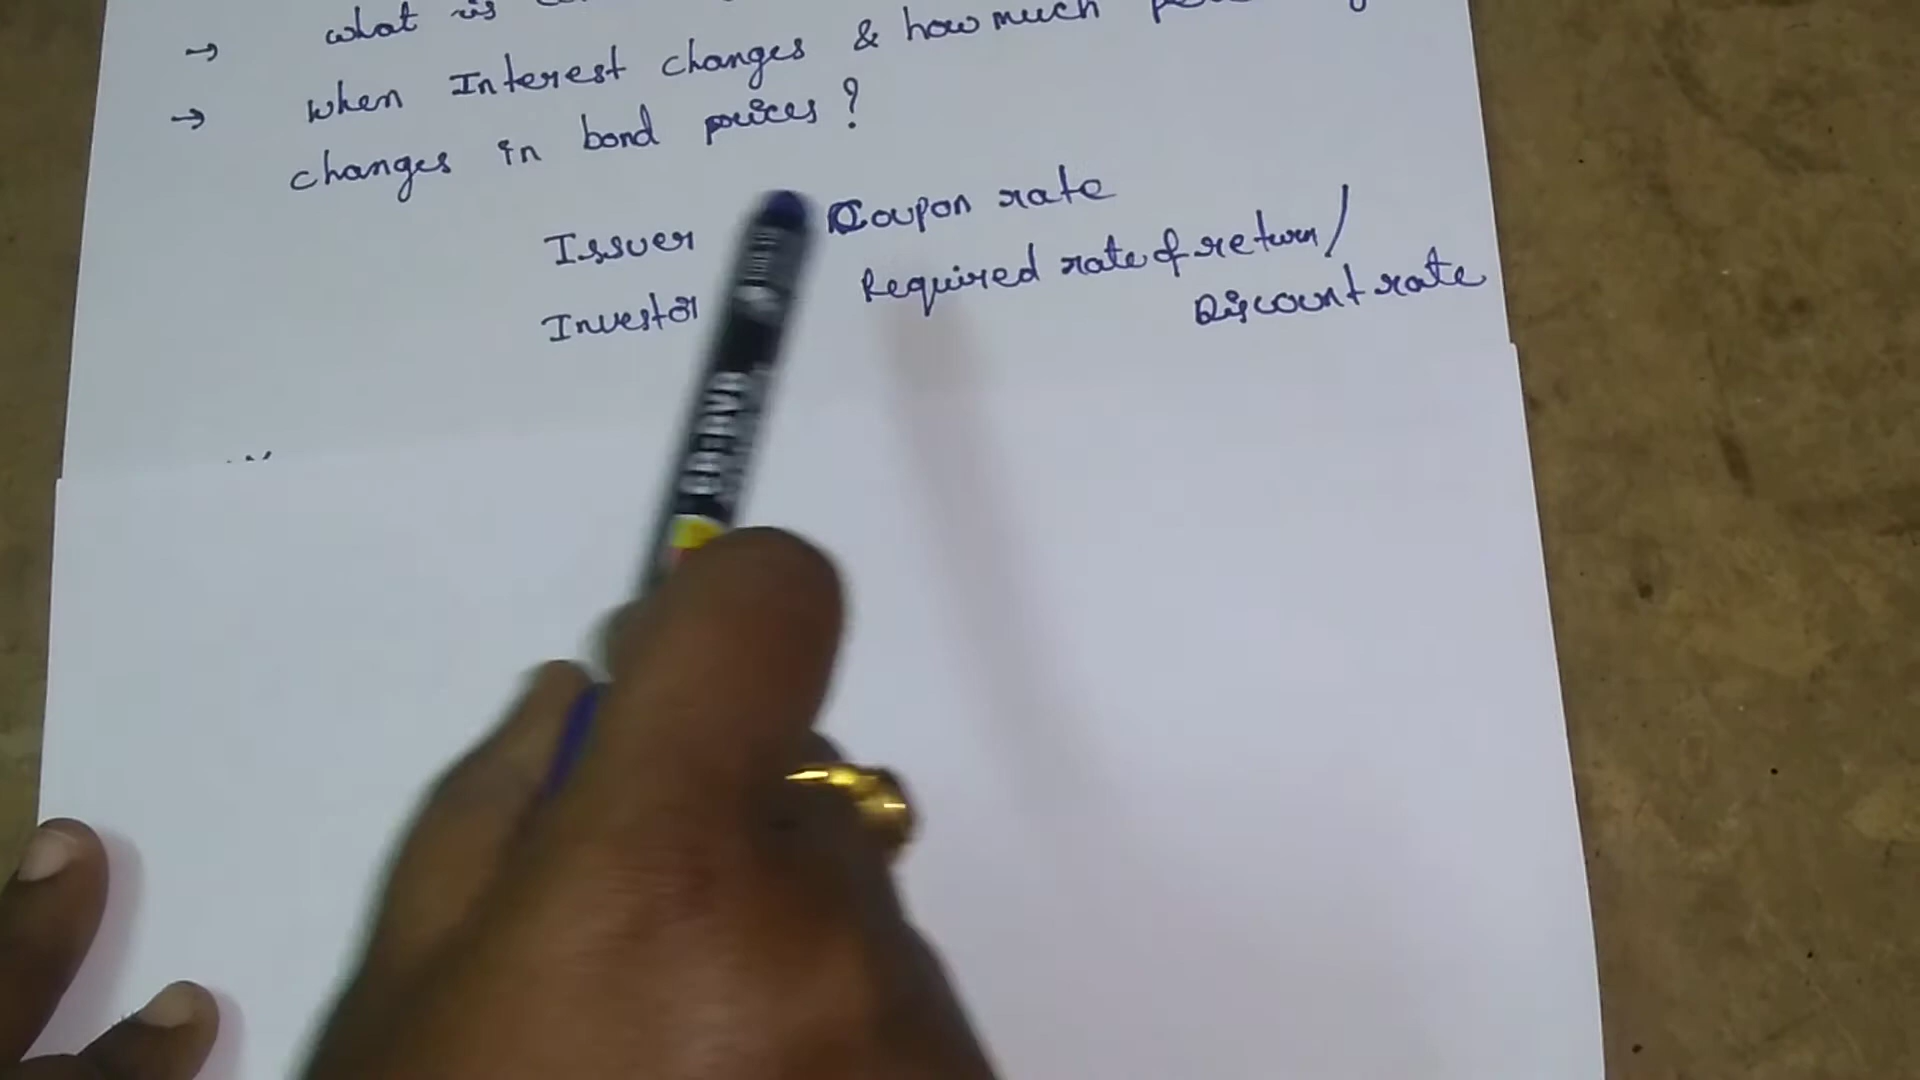 → what is
→ when Interest changes & how much
changes in bond prices ?
Issuer Coupon rate
Investor Required rate of return /
Discount rate